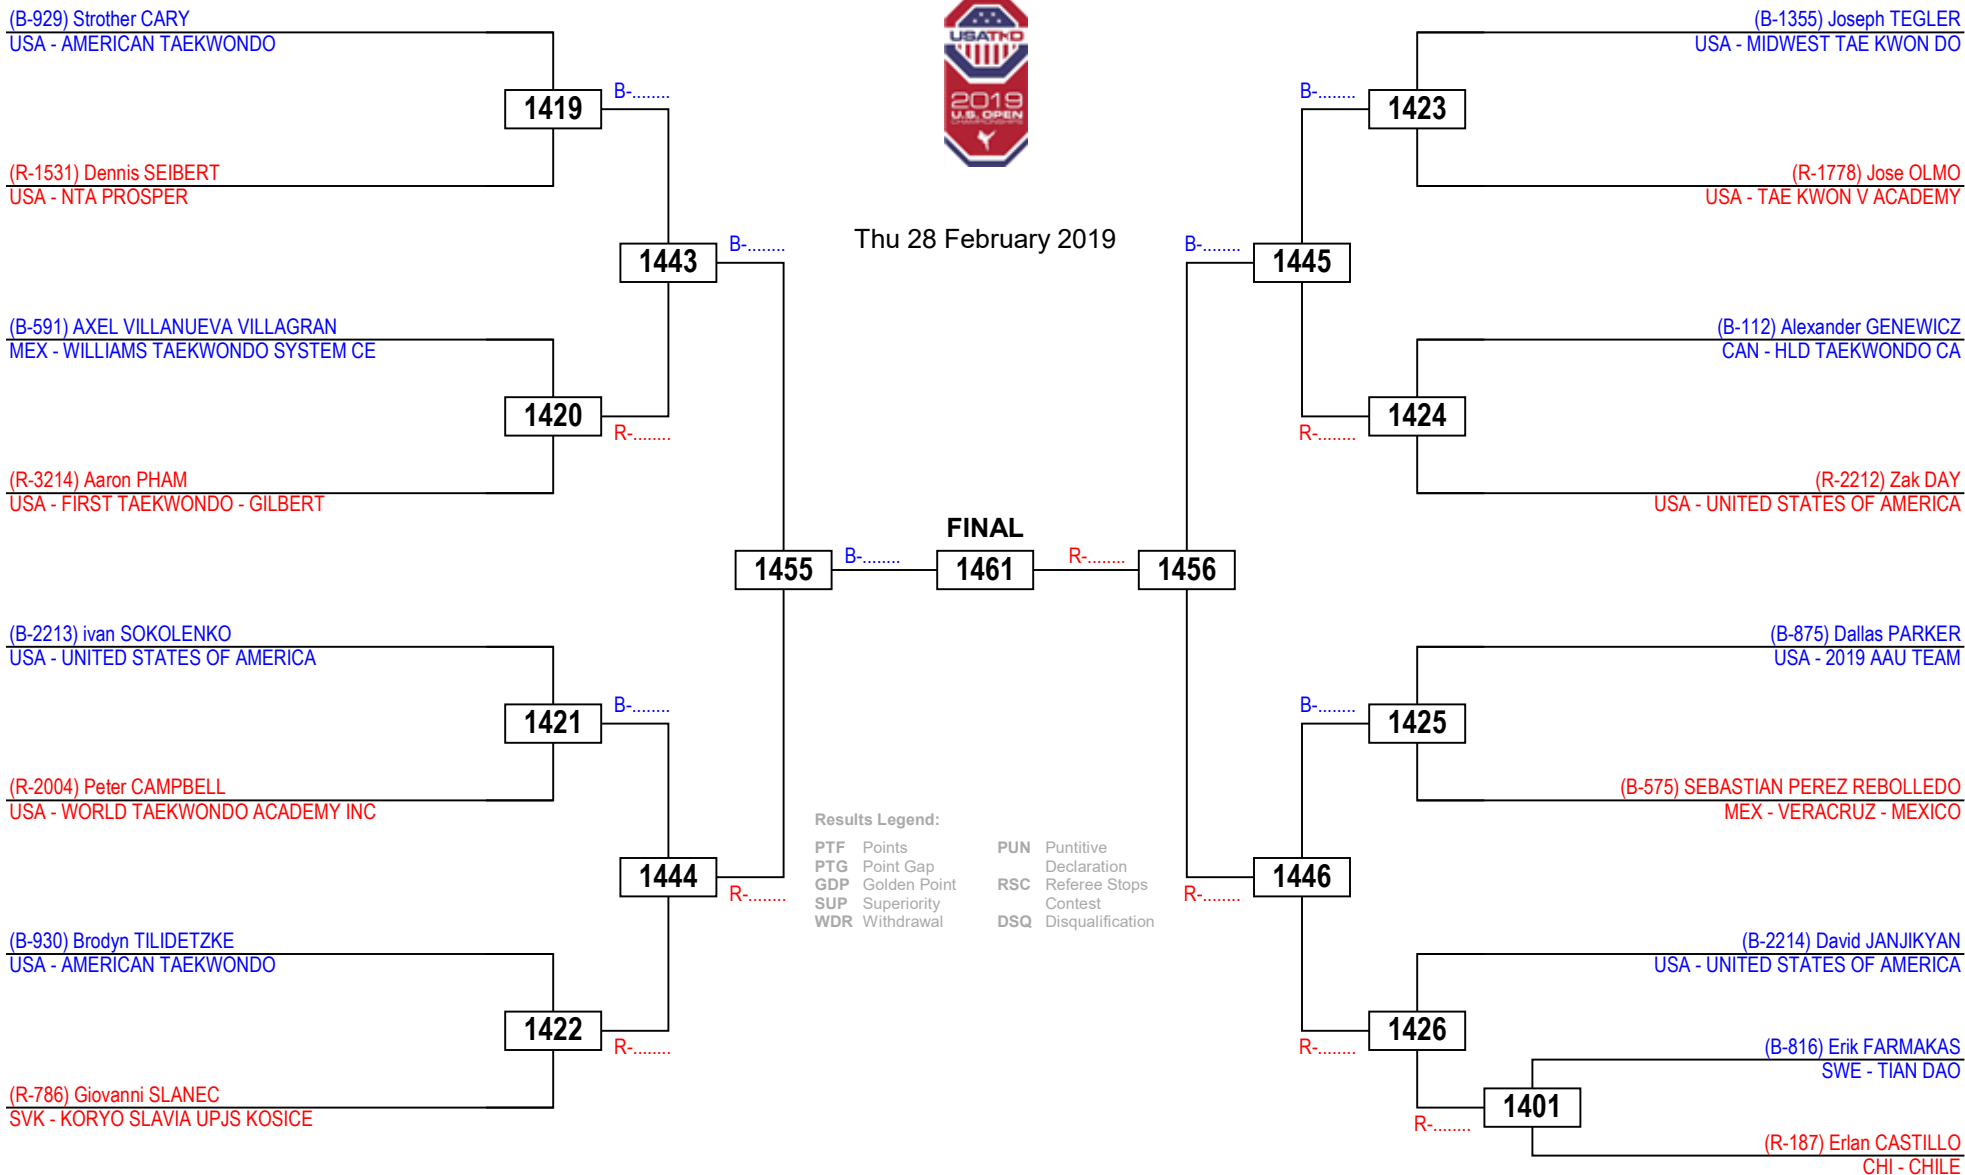 (B-929) Strother CARY
USA - AMERICAN TAEKWONDO
1419
B-........
(R-1531) Dennis SEIBERT
USA - NTA PROSPER
1443
B-........
(B-591) AXEL VILLANUEVA VILLAGRAN
MEX - WILLIAMS TAEKWONDO SYSTEM CE
1420
R-........
(R-3214) Aaron PHAM
USA - FIRST TAEKWONDO - GILBERT
1455
B-........
(B-2213) ivan SOKOLENKO
USA - UNITED STATES OF AMERICA
1421
B-........
(R-2004) Peter CAMPBELL
USA - WORLD TAEKWONDO ACADEMY INC
1444
R-........
(B-930) Brodyn TILIDETZKE
USA - AMERICAN TAEKWONDO
1422
R-........
(R-786) Giovanni SLANEC
SVK - KORYO SLAVIA UPJS KOSICE
USATKD
2019
U.S. OPEN
CHAMPIONSHIPS
Thu 28 February 2019
FINAL
1461
Results Legend:
PTF Points
PTG Point Gap
GDP Golden Point
SUP Superiority
WDR Withdrawal
PUN Puntitive
Declaration
RSC Referee Stops
Contest
DSQ Disqualification
(B-1355) Joseph TEGLER
USA - MIDWEST TAE KWON DO
B-........
1423
(R-1778) Jose OLMO
USA - TAE KWON V ACADEMY
B-........
1445
(B-112) Alexander GENEWICZ
CAN - HLD TAEKWONDO CA
1424
R-........
(R-2212) Zak DAY
USA - UNITED STATES OF AMERICA
R-........
1456
(B-875) Dallas PARKER
USA - 2019 AAU TEAM
B-........
1425
(B-575) SEBASTIAN PEREZ REBOLLEDO
MEX - VERACRUZ - MEXICO
1446
R-........
(B-2214) David JANJIKYAN
USA - UNITED STATES OF AMERICA
1426
R-........
(B-816) Erik FARMAKAS
SWE - TIAN DAO
1401
R-........
(R-187) Erlan CASTILLO
CHI - CHILE